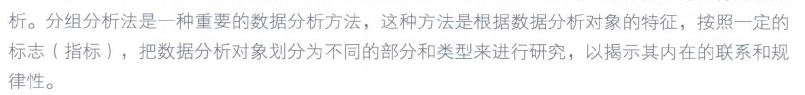 析。分组分析法是一种重要的数据分析方法，这种方法是根据数据分析对象的特征，按照一定的
标志（指标），把数据分析对象划分为不同的部分和类型来进行研究，以揭示其内在的联系和规
律性。